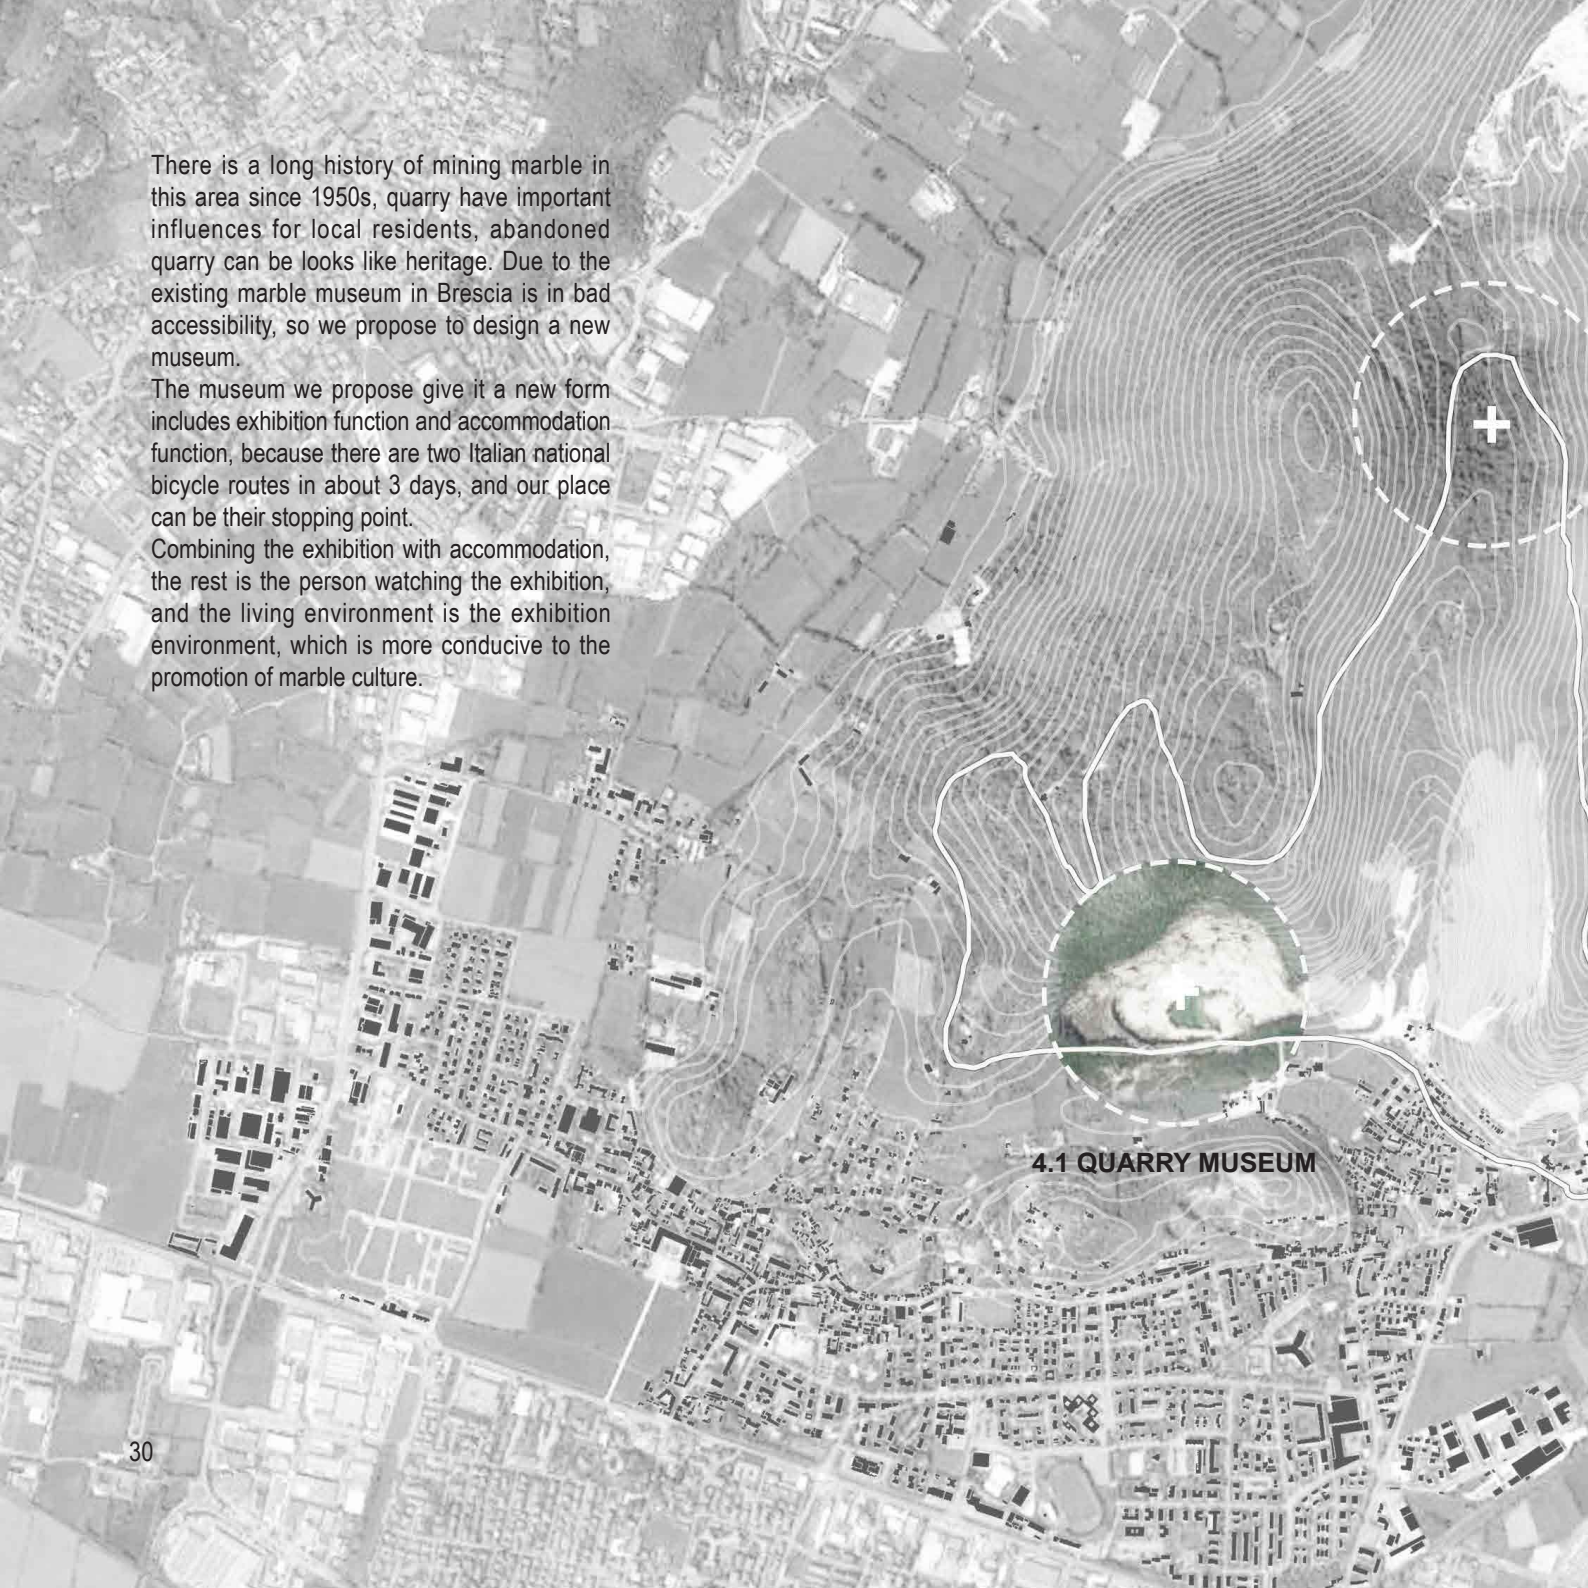 There is a long history of mining marble in
this area since 1950s, quarry have important
influences for local residents, abandoned
quarry can be looks like heritage. Due to the
existing marble museum in Brescia is in bad
accessibility, so we propose to design a new
museum.
The museum we propose give it a new form
includes exhibition function and accommodation
function, because there are two Italian national
bicycle routes in about 3 days, and our place
can be their stopping point.
Combining the exhibition with accommodation,
the rest is the person watching the exhibition,
and the living environment is the exhibition
environment, which is more conducive to the
promotion of marble culture.
4.1 QUARRY MUSEUM
30